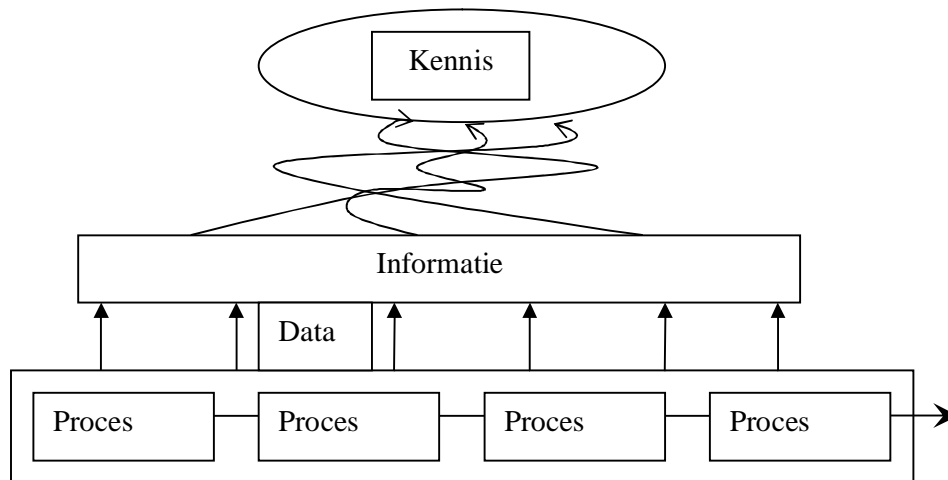 Kennis
Informatie
Data
Proces Proces Proces Proces